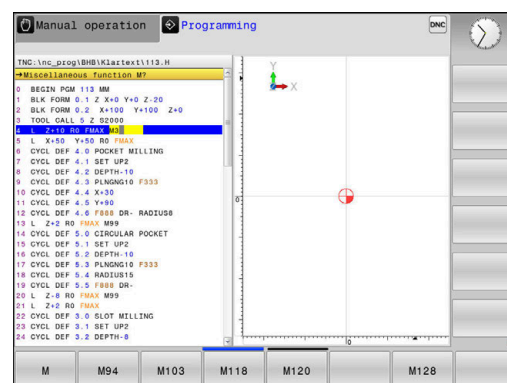 Manual operation
Programming
DNC
TNC:\nc_prog\BHB\Klartext\113.H
→Miscellaneous function M?
0 BEGIN PGM 113 MM
1 BLK FORM 0.1 Z X+0 Y+0 Z-20
2 BLK FORM 0.2 X+100 Y+100 Z+0
3 TOOL CALL 5 Z S2000
4 L Z+10 R0 FMAX M3
5 L X+50 Y+50 R0 FMAX
6 CYCL DEF 4.0 POCKET MILLING
7 CYCL DEF 4.1 SET UP2
8 CYCL DEF 4.2 DEPTH-10
9 CYCL DEF 4.3 PLNGNG10 F333
10 CYCL DEF 4.4 X+30
11 CYCL DEF 4.5 Y+90
12 CYCL DEF 4.6 F888 DR- RADIUS8
13 L Z+2 R0 FMAX M99
14 CYCL DEF 5.0 CIRCULAR POCKET
15 CYCL DEF 5.1 SET UP2
16 CYCL DEF 5.2 DEPTH-10
17 CYCL DEF 5.3 PLNGNG10 F333
18 CYCL DEF 5.4 RADIUS15
19 CYCL DEF 5.5 F888 DR-
20 L Z-8 R0 FMAX M99
21 L Z+2 R0 FMAX
22 CYCL DEF 3.0 SLOT MILLING
23 CYCL DEF 3.1 SET UP2
24 CYCL DEF 3.2 DEPTH-8
Y
X
0
0
M
M94
M103
M118
M120
M128